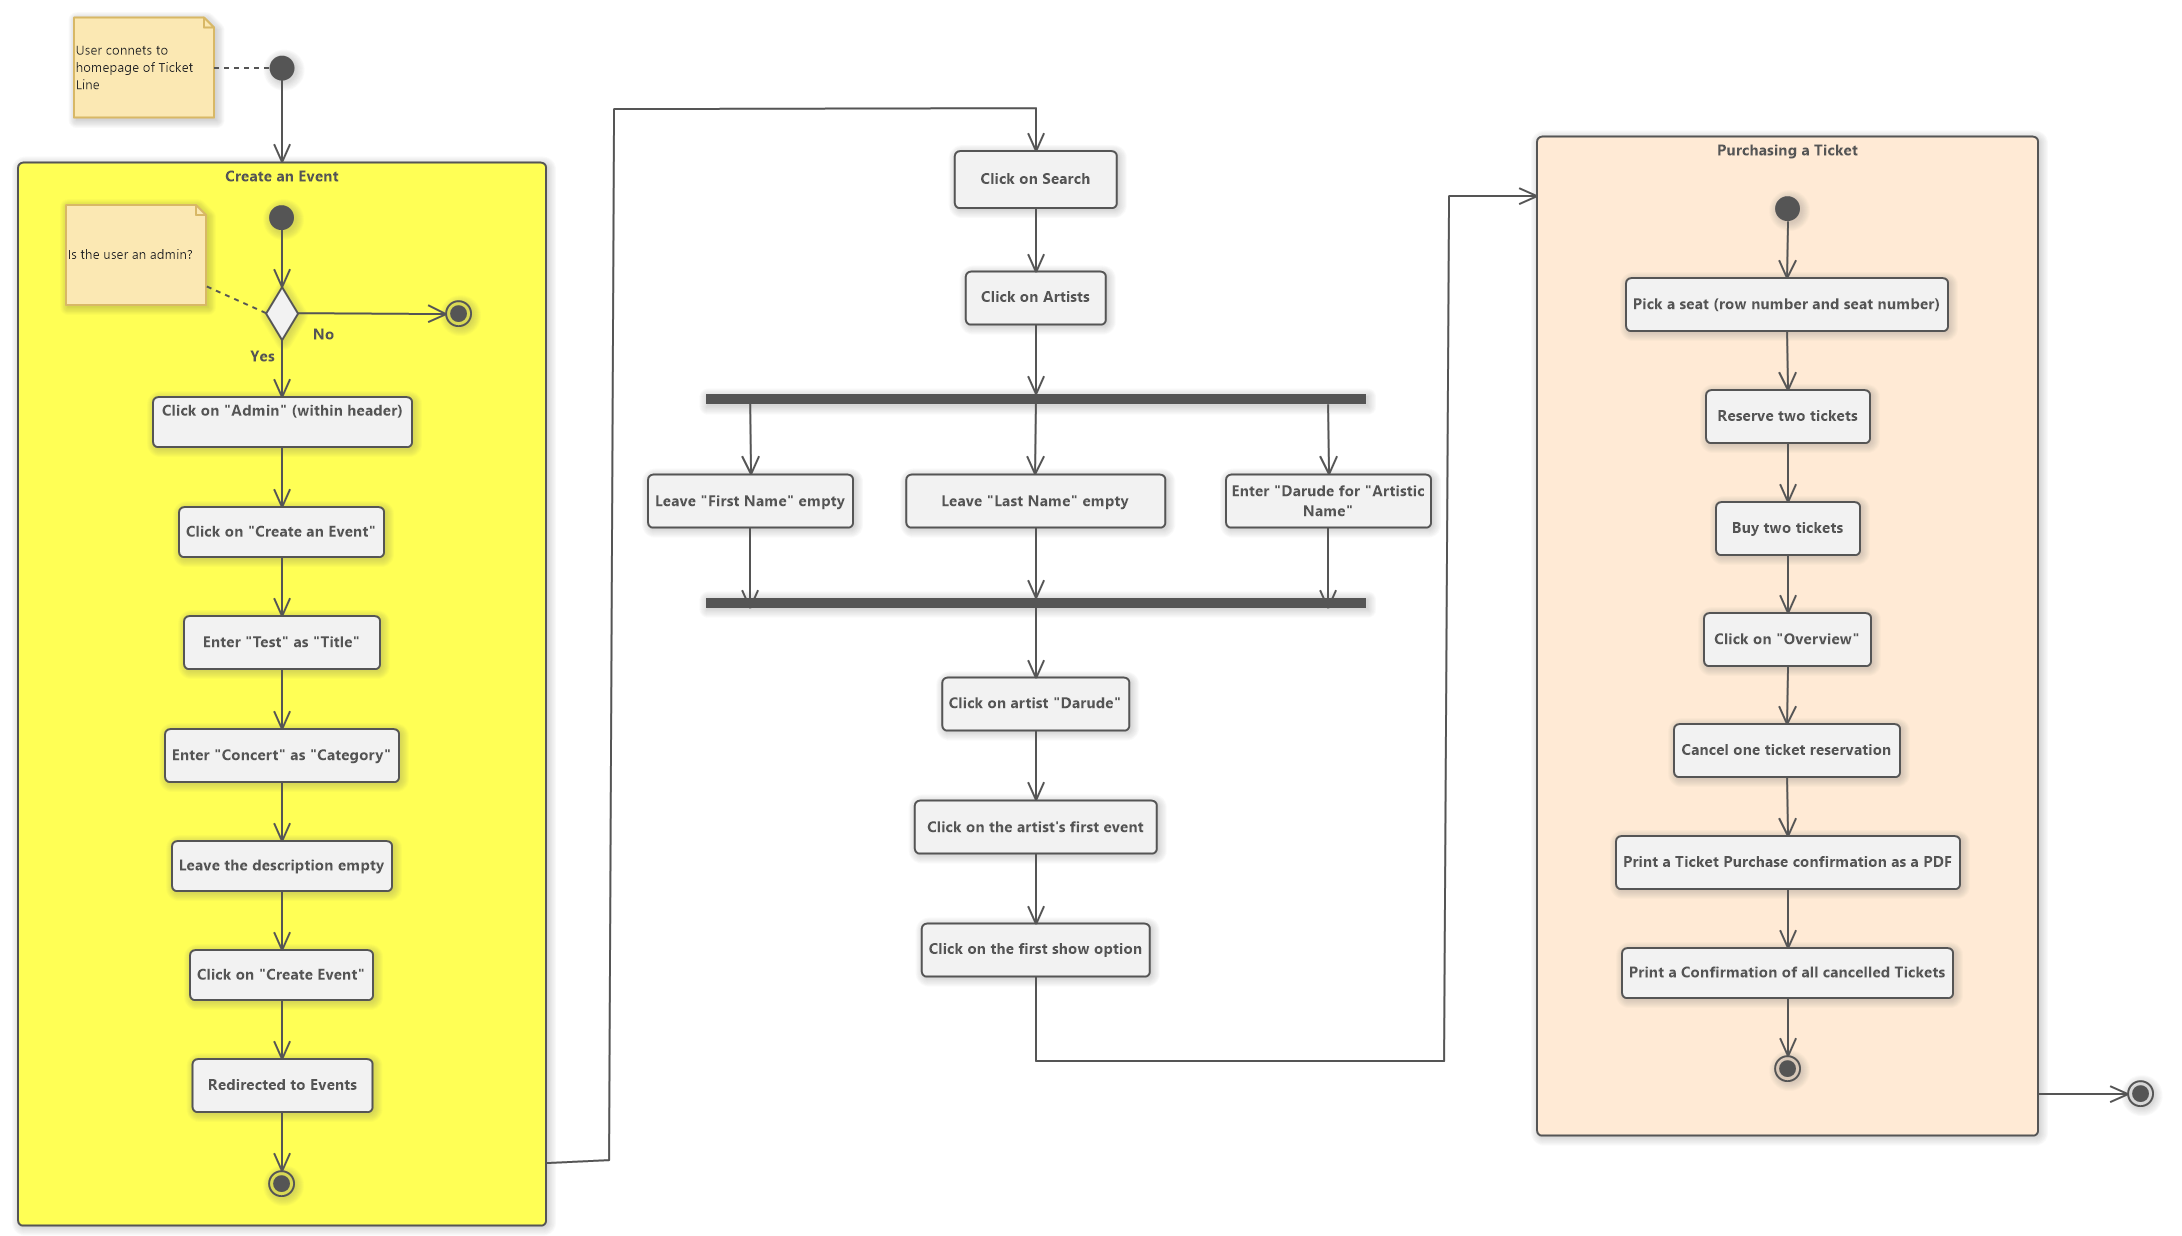 User connets to
homepage of Ticket
Line
Create an Event
Is the user an admin?
No
Yes
Click on "Admin" (within header)
Click on "Create an Event"
Enter "Test" as "Title"
Enter "Concert" as "Category"
Leave the description empty
Click on "Create Event"
Redirected to Events
Click on Search
Click on Artists
Leave "First Name" empty
Leave "Last Name" empty
Enter "Darude for "Artistic
Name"
Click on artist "Darude"
Click on the artist's first event
Click on the first show option
Purchasing a Ticket
Pick a seat (row number and seat number)
Reserve two tickets
Buy two tickets
Click on "Overview"
Cancel one ticket reservation
Print a Ticket Purchase confirmation as a PDF
Print a Confirmation of all cancelled Tickets